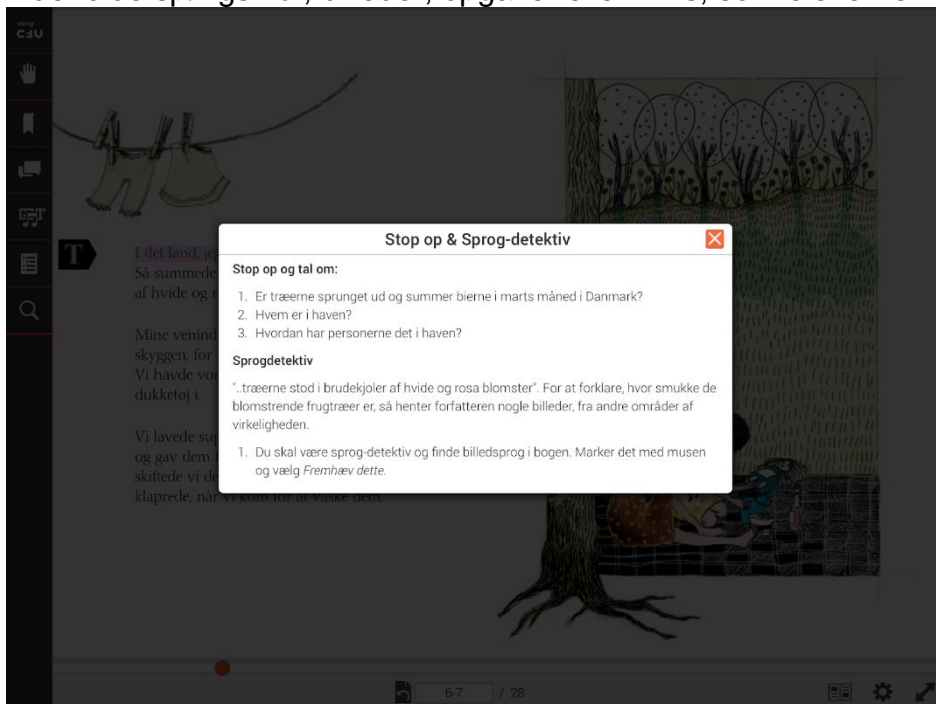 ebog
CFU
Stop op & Sprog-detektiv
Stop op og tal om:
1. Er træerne sprunget ud og summer bierne i marts måned i Danmark?
2. Hvem er i haven?
3. Hvordan har personerne det i haven?
Sprogdetektiv
"..træerne stod i brudekjoler af hvide og rosa blomster". For at forklare, hvor smukke de
blomstrende frugttræer er, så henter forfatteren nogle billeder, fra andre områder af
virkeligheden.
1. Du skal være sprog-detektiv og finde billedsprog i bogen. Marker det med musen
og vælg Fremhæv dette.
T
I det land,
Så summede
af hvide og
Mine
skyggen, for
Vi havde
dukketøj i.
Vi lavede
og gav dem
skiftede vi
klaprede, når vi kom for at vaske dem.
6-7 / 28